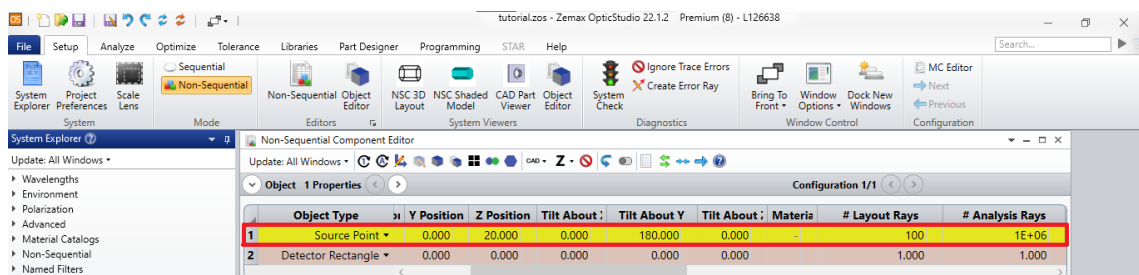 OS tutorial.zos - Zemax OpticStudio 22.1.2 Premium (8) - L126638
File Setup Analyze Optimize Tolerance Libraries Part Designer Programming STAR Help Search...
Sequential Ignore Trace Errors MC Editor
Non-Sequential Create Error Ray Next
Previous
System Project Scale Non-Sequential Object NSC 3D NSC Shaded CAD Part Object System Bring To Window Dock New
Explorer Preferences Lens Editor Layout Model Viewer Editor Check Front Options Windows
System Mode Editors System Viewers Diagnostics Window Control Configuration
System Explorer ? Non-Sequential Component Editor
Update: All Windows Update: All Windows CAD Z
Wavelengths Object 1 Properties Configuration 1/1
Environment
Polarization
Advanced
Material Catalogs
Non-Sequential
Named Filters
Object Type Y Position Z Position Tilt About Tilt About Y Tilt About Materia # Layout Rays # Analysis Rays
1 Source Point 0.000 20.000 0.000 180.000 0.000 - 100 1E+06
2 Detector Rectangle 0.000 0.000 0.000 0.000 0.000 1.000 1.000